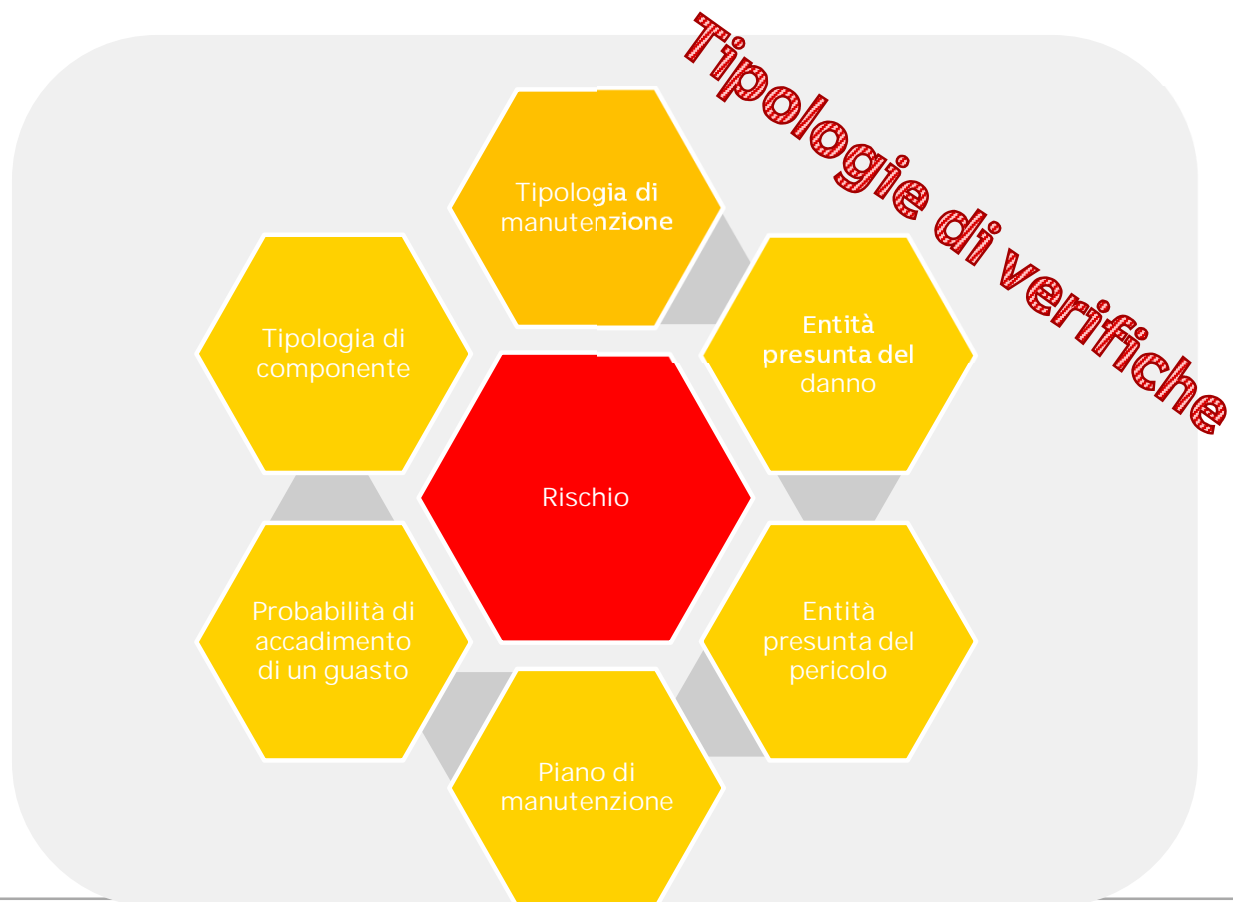 Tipologie di verifiche
Tipologia di
manutenzione
Entità
presunta del
danno
Tipologia di
componente
Rischio
Probabilità di
accadimento
di un guasto
Entità
presunta del
pericolo
Piano di
manutenzione